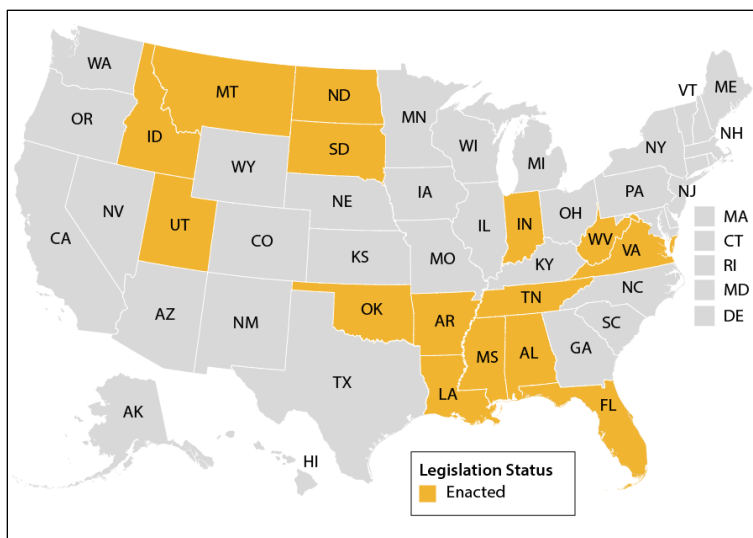 WA
MT
ND
MN
VT
ME
OR
ID
SD
WI
MI
NY
NH
WY
IA
PA
NJ
NE
MA
NV
UT
IL
IN
OH
CT
CA
CO
WV
VA
RI
KS
MO
KY
MD
NC
DE
TN
AZ
NM
OK
AR
SC
MS
AL
GA
TX
LA
FL
AK
HI
Legislation Status
Enacted